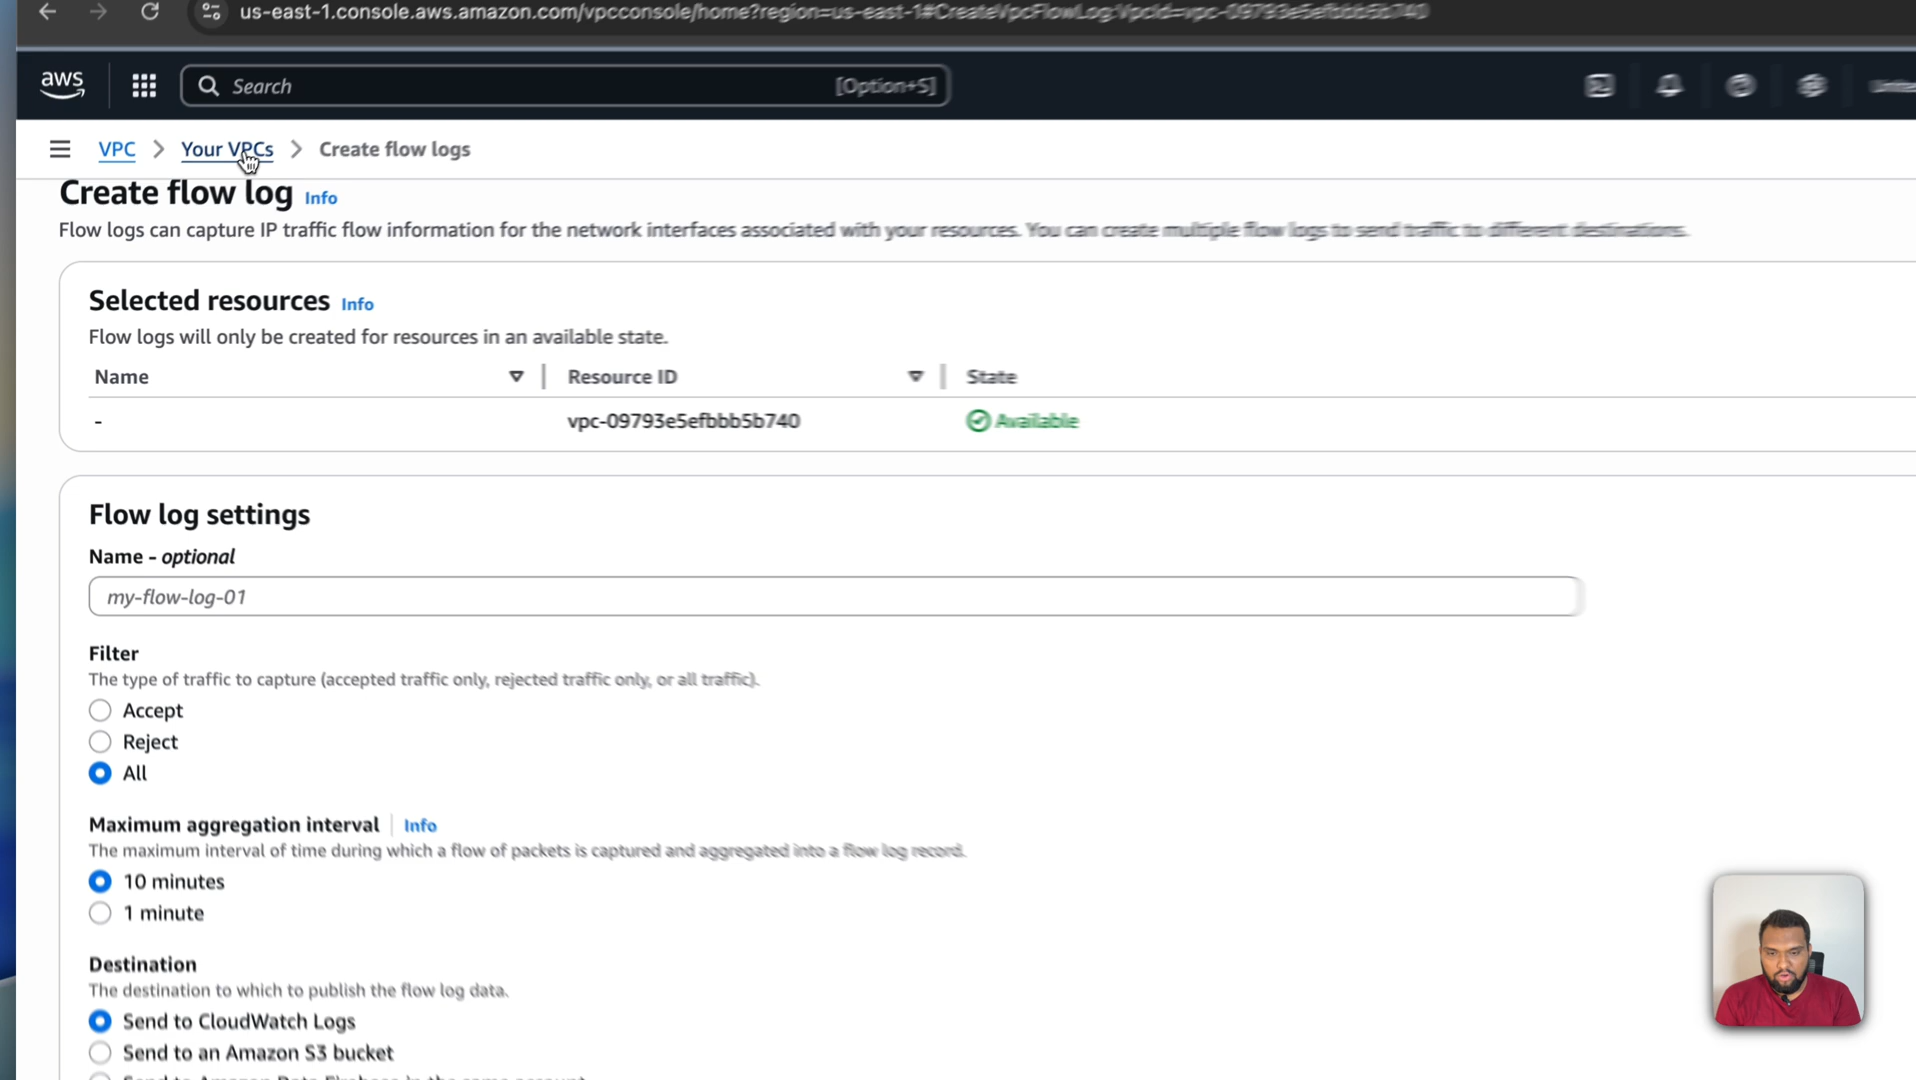 us-east-1.console.aws.amazon.com/vpcconsole/home?region=us-east-1#CreateVpcFlowLog:VpcId=vpc-09793e5efbbb5b740
aws
Search
[Option+S]
VPC
Your VPCs
Create flow logs
Create flow log Info
Flow logs can capture IP traffic flow information for the network interfaces associated with your resources. You can create multiple flow logs to send traffic to different destinations.
Selected resources Info
Flow logs will only be created for resources in an available state.
Name
Resource ID
State
-
vpc-09793e5efbbb5b740
Available
Flow log settings
Name - optional
my-flow-log-01
Filter
The type of traffic to capture (accepted traffic only, rejected traffic only, or all traffic).
Accept
Reject
All
Maximum aggregation interval Info
The maximum interval of time during which a flow of packets is captured and aggregated into a flow log record.
10 minutes
1 minute
Destination
The destination to which to publish the flow log data.
Send to CloudWatch Logs
Send to an Amazon S3 bucket